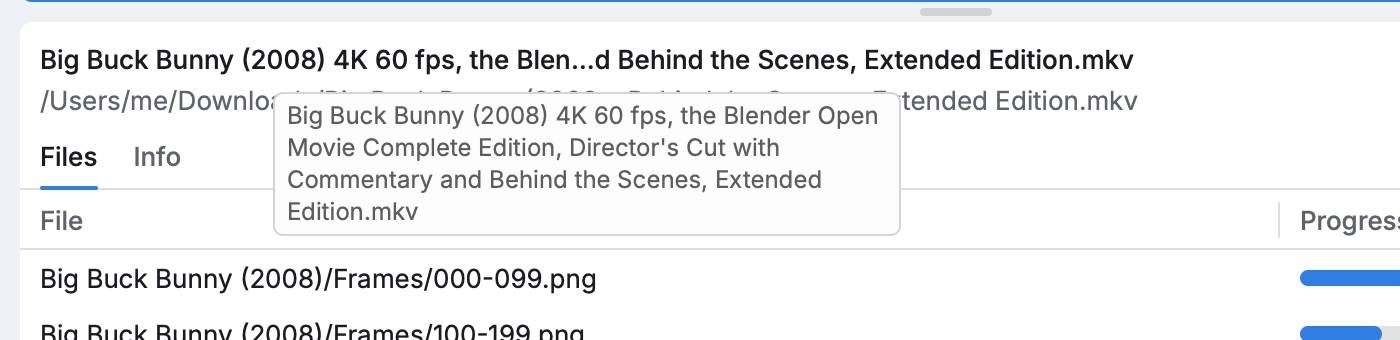 Big Buck Bunny (2008) 4K 60 fps, the Blen...d Behind the Scenes, Extended Edition.mkv
/Users/me/Downloa tended Edition.mkv
Big Buck Bunny (2008) 4K 60 fps, the Blender Open
Movie Complete Edition, Director's Cut with
Commentary and Behind the Scenes, Extended
Edition.mkv
Files Info
File Progress
Big Buck Bunny (2008)/Frames/000-099.png
Big Buck Bunny (2008)/Frames/100-199.png